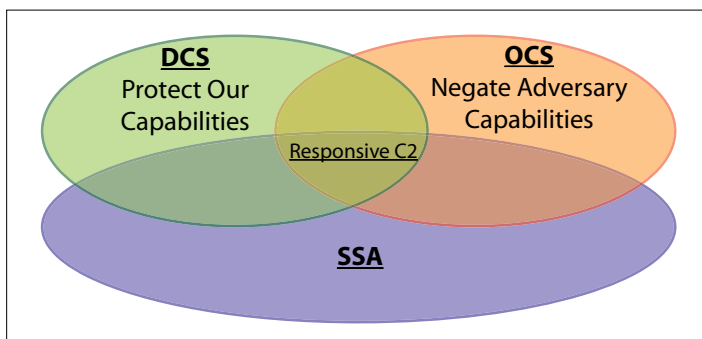 DCS
Protect Our
Capabilities
OCS
Negate Adversary
Capabilities
Responsive C2
SSA